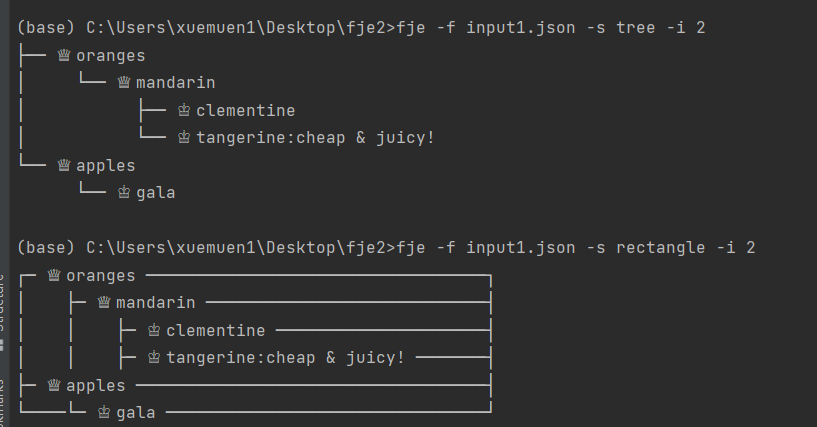 (base) C:\Users\xuemuen1\Desktop\fje2>fje -f input1.json -s tree -i 2
├── ♕oranges
│     └── ♕mandarin
│           ├── ♔clementine
│           └── ♔tangerine:cheap & juicy!
└── ♕apples
      └── ♔gala
(base) C:\Users\xuemuen1\Desktop\fje2>fje -f input1.json -s rectangle -i 2
┌─ ♕oranges ──────────────────────────────────┐
│    ├─ ♕mandarin ────────────────────────────┤
│    │    ├─ ♔clementine ─────────────────────┤
│    │    ├─ ♔tangerine:cheap & juicy! ───────┤
├─ ♕apples ───────────────────────────────────┤
└────└─ ♔gala ────────────────────────────────┘
Structure